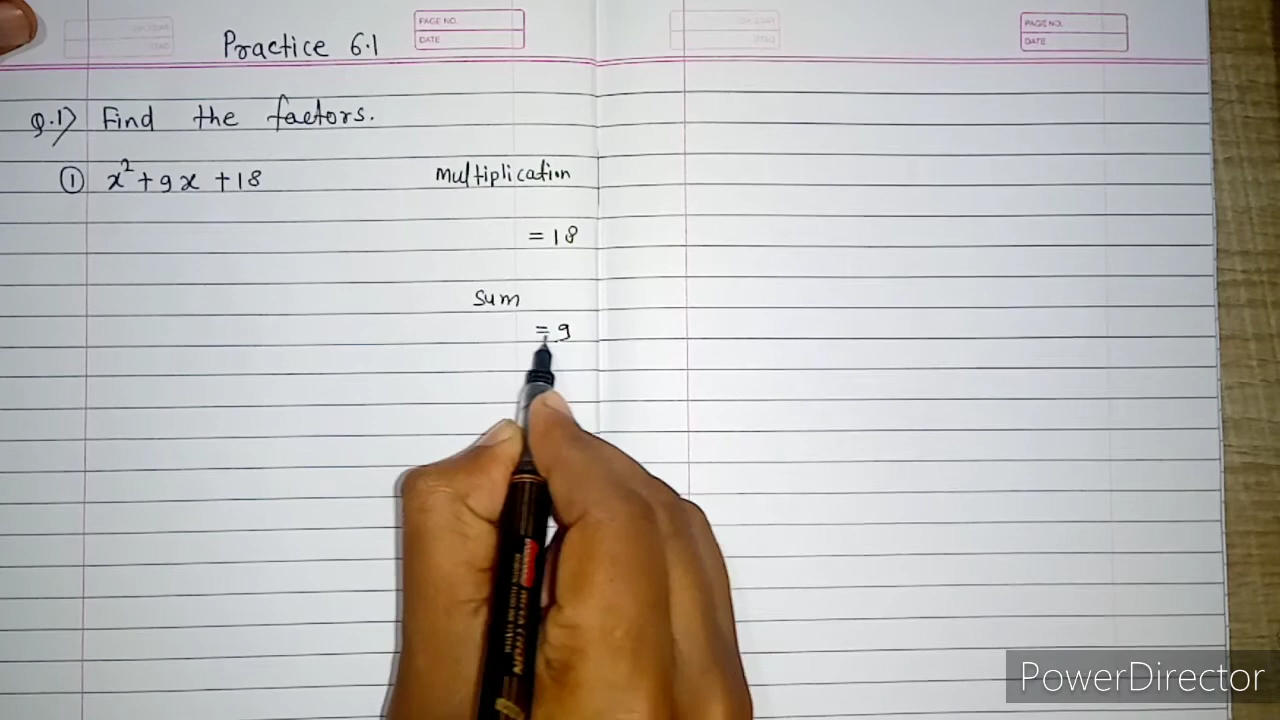 PAGE NO.
DATE
PAGE NO.
DATE
Practice 6.1
Q.1) Find the factors.
① x²+9x+18
Multiplication
=18
Sum
=9
PowerDirector